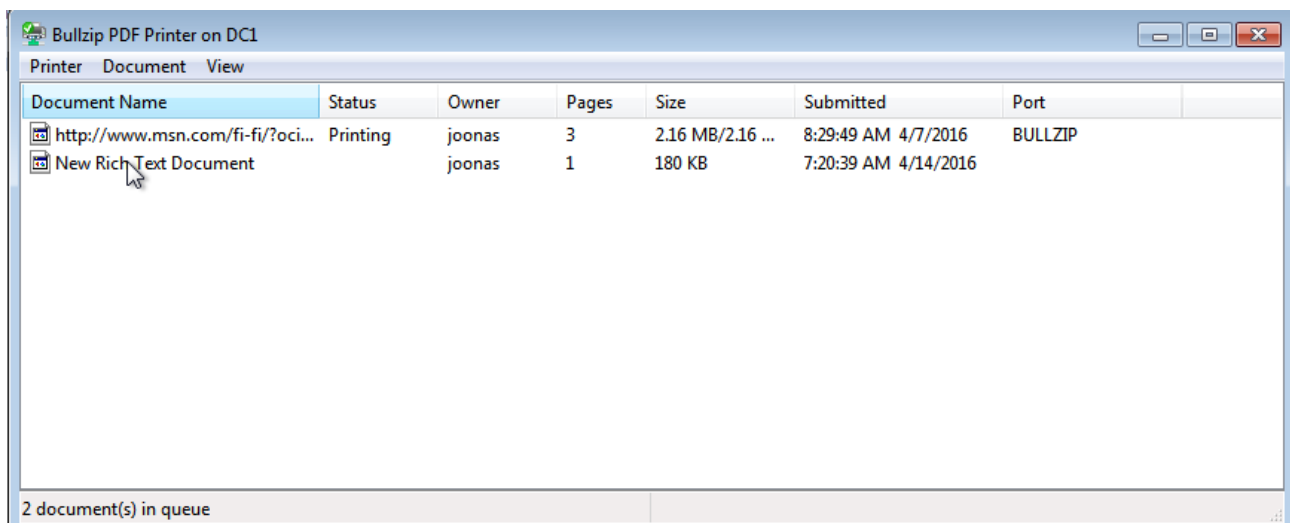 Bullzip PDF Printer on DC1
Printer Document View
Document Name Status Owner Pages Size Submitted Port
http://www.msn.com/fi-fi/?oci... Printing joonas 3 2.16 MB/2.16 ... 8:29:49 AM 4/7/2016 BULLZIP
New Rich Text Document joonas 1 180 KB 7:20:39 AM 4/14/2016
2 document(s) in queue